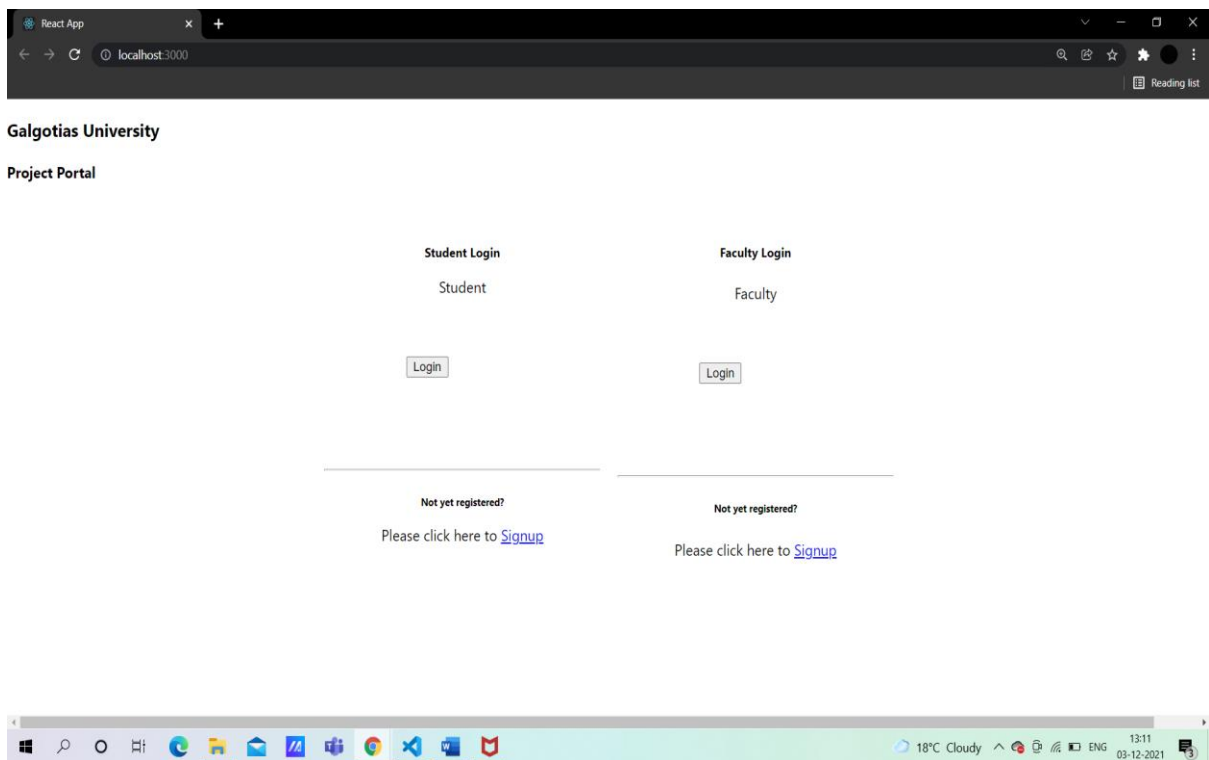 React App
localhost:3000
Reading list
Galgotias University
Project Portal
Student Login
Student
Login
Not yet registered?
Please click here to Signup
Faculty Login
Faculty
Login
Not yet registered?
Please click here to Signup
18°C Cloudy
ENG
13:11
03-12-2021
3